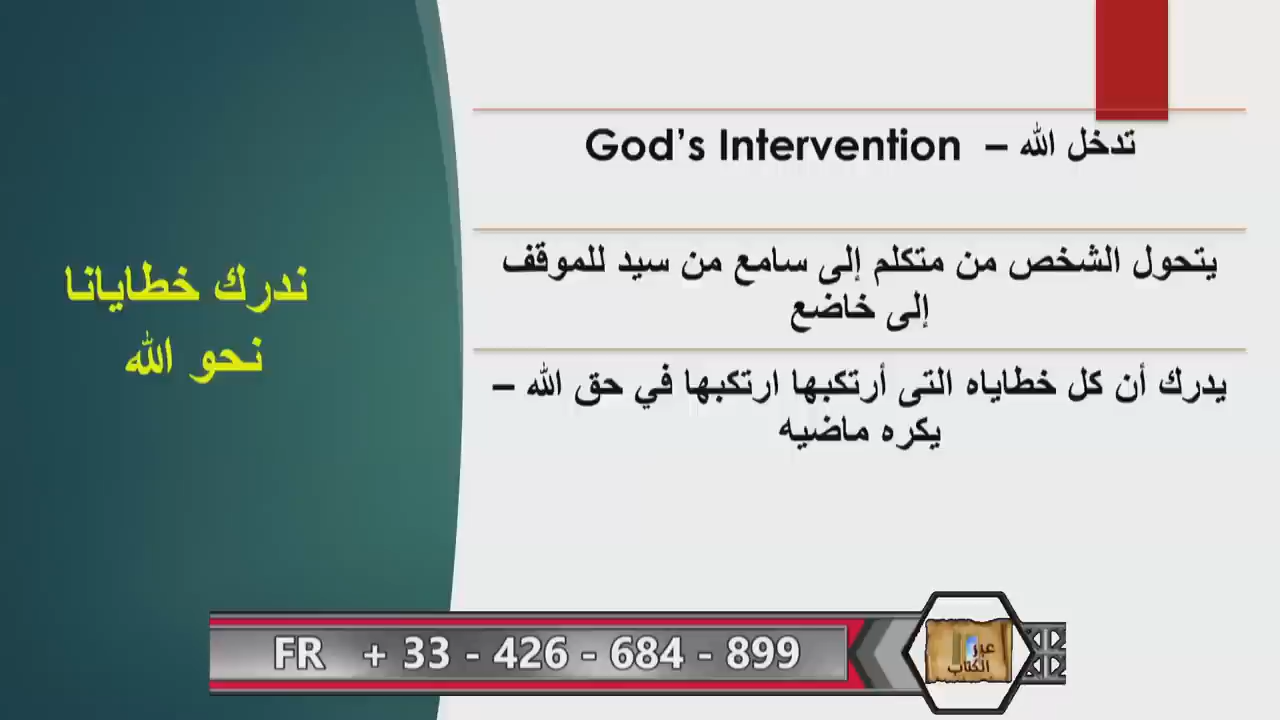 تدخل الله – God's Intervention
يتحول الشخص من متكلم إلى سامع من سيد للموقف
إلى خاضع
يدرك أن كل خطاياه التى أرتكبها ارتكبها في حق الله –
يكره ماضيه
ندرك خطايانا
نحو الله
FR + 33 - 426 - 684 - 899
عبر
الكتاب